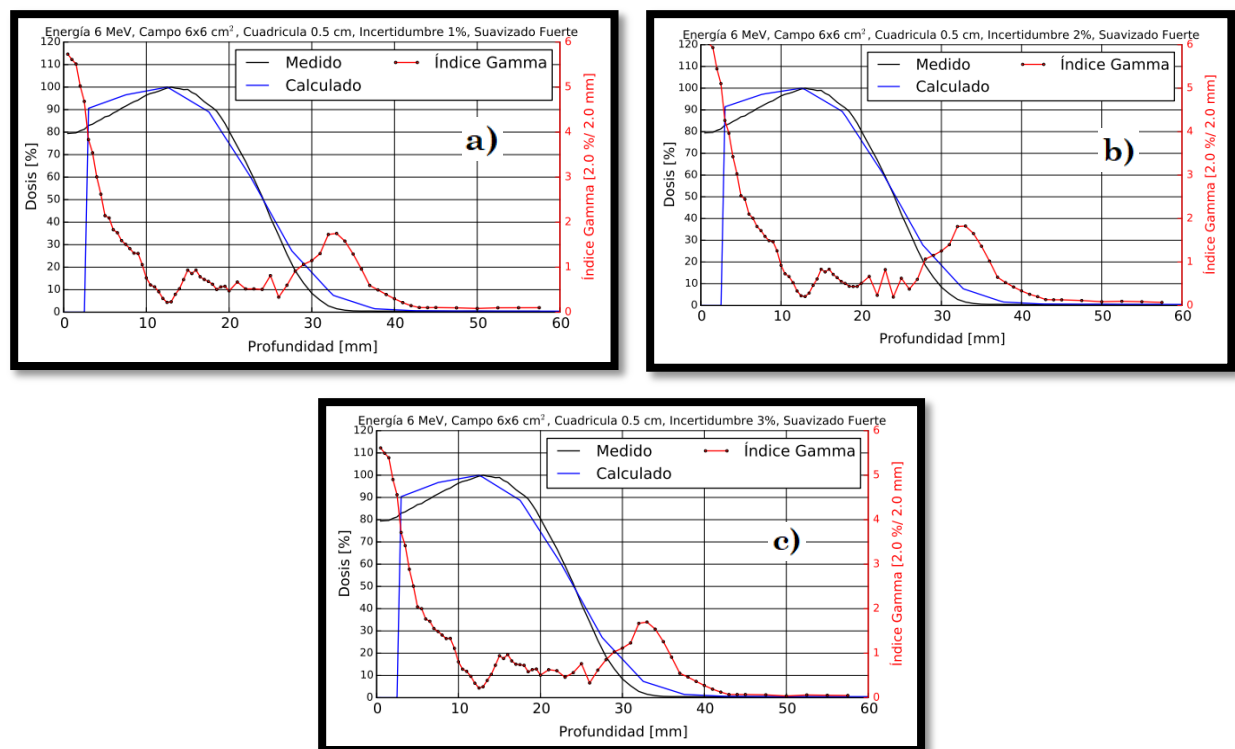 Energía 6 MeV, Campo 6x6 cm², Cuadricula 0.5 cm, Incertidumbre 1%, Suavizado Fuerte
120
110
100
90
80
70
60
50
40
30
20
10
0
Dosis [%]
Medido
Calculado
Índice Gamma
a)
6
5
4
3
2
1
0
Índice Gamma [2.0 %/ 2.0 mm]
0 10 20 30 40 50 60
Profundidad [mm]
Energía 6 MeV, Campo 6x6 cm², Cuadricula 0.5 cm, Incertidumbre 2%, Suavizado Fuerte
120
110
100
90
80
70
60
50
40
30
20
10
0
Dosis [%]
Medido
Calculado
Índice Gamma
b)
6
5
4
3
2
1
0
Índice Gamma [2.0 %/ 2.0 mm]
0 10 20 30 40 50 60
Profundidad [mm]
Energía 6 MeV, Campo 6x6 cm², Cuadricula 0.5 cm, Incertidumbre 3%, Suavizado Fuerte
120
110
100
90
80
70
60
50
40
30
20
10
0
Dosis [%]
Medido
Calculado
Índice Gamma
c)
6
5
4
3
2
1
0
Índice Gamma [2.0 %/ 2.0 mm]
0 10 20 30 40 50 60
Profundidad [mm]